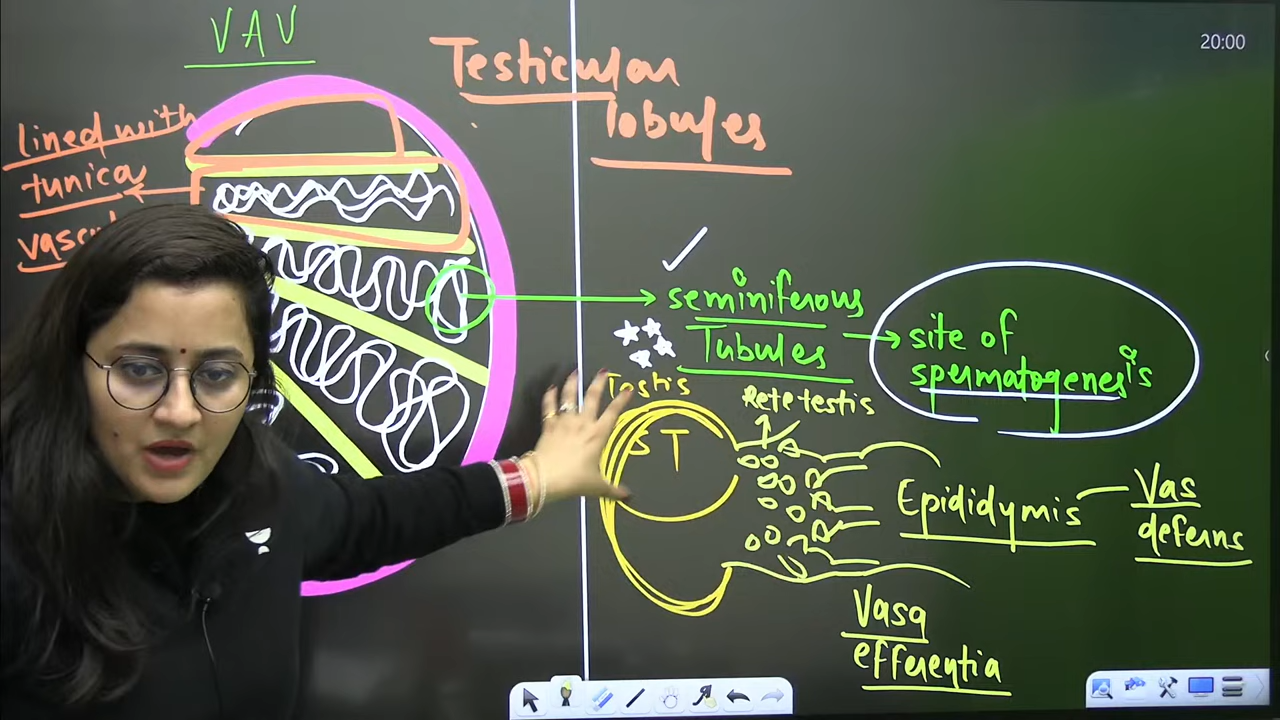 VAV
20:00
Testicular
lobules
lined with
tunica
seminiferous
Tubules
site of
spermatogenesis
Testis
ST
Rete testis
Epididymis
Vas
deferns
Vasa
efferentia